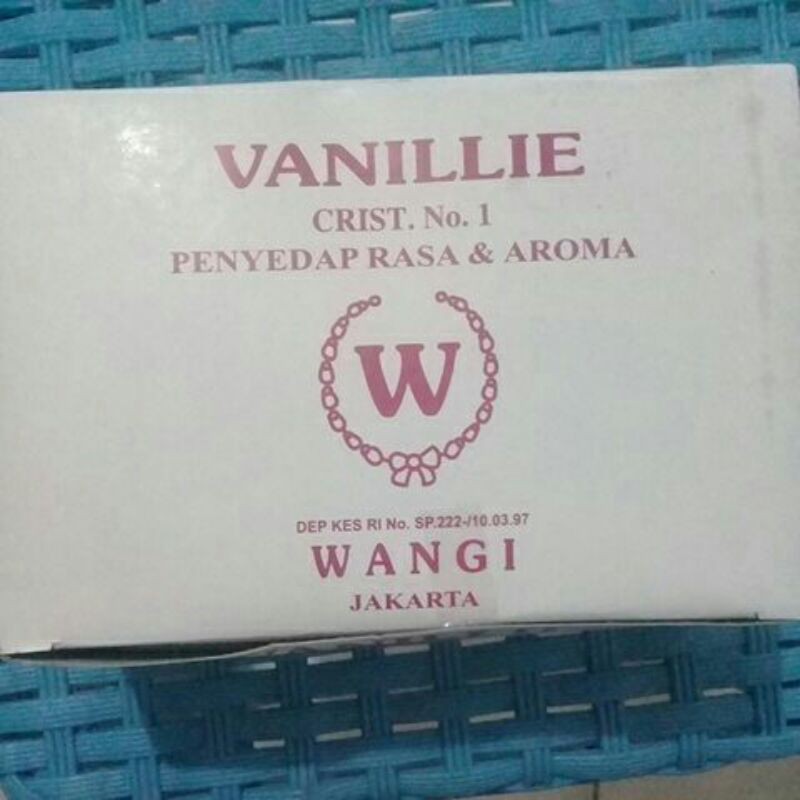 VANILLIE
CRIST. No. 1
PENYEDAP RASA & AROMA
W
DEP KES RI No. SP.222-/10.03.97
WANGI
JAKARTA